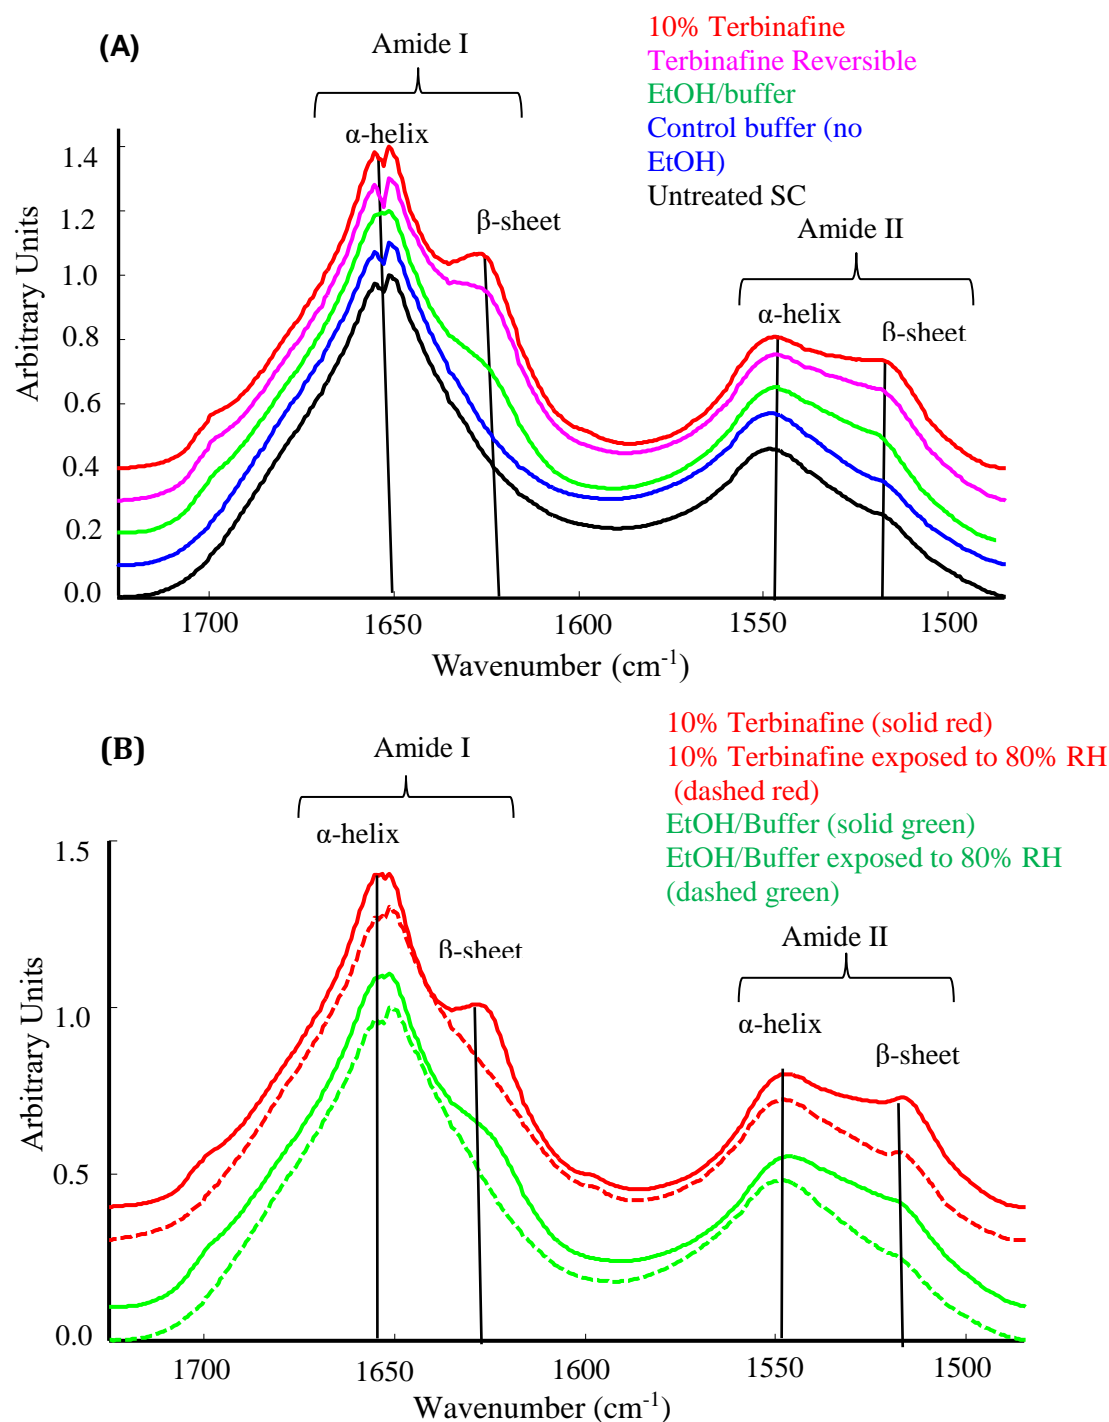 (A)
Amide I
10% Terbinafine
Terbinafine Reversible
EtOH/buffer
Control buffer (no
EtOH)
Untreated SC
α-helix
β-sheet
Amide II
α-helix
β-sheet
Arbitrary Units
1.4
1.2
1.0
0.8
0.6
0.4
0.2
0.0
1700
1650
1600
1550
1500
Wavenumber (cm-1)
(B)
Amide I
10% Terbinafine (solid red)
10% Terbinafine exposed to 80% RH
(dashed red)
EtOH/Buffer (solid green)
EtOH/Buffer exposed to 80% RH
(dashed green)
α-helix
β-sheet
Amide II
α-helix
β-sheet
Arbitrary Units
1.5
1.0
0.5
0.0
1700
1650
1600
1550
1500
Wavenumber (cm-1)